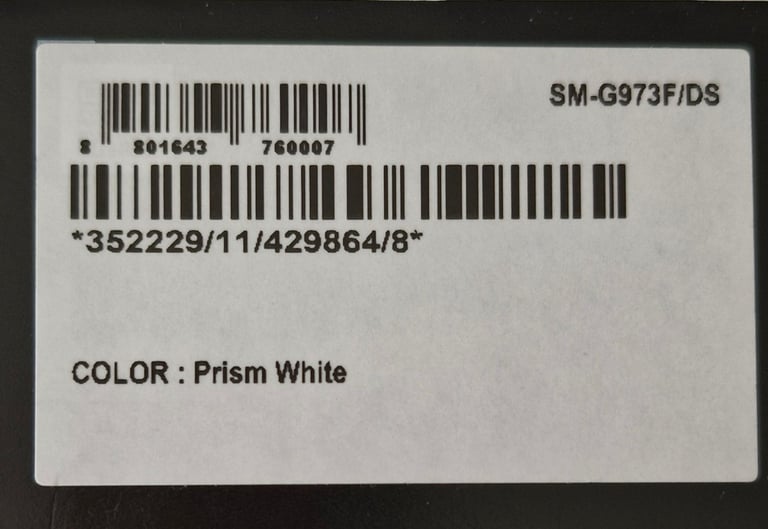 SM-G973F/DS
8 801643 760007
*352229/11/429864/8*
COLOR : Prism White